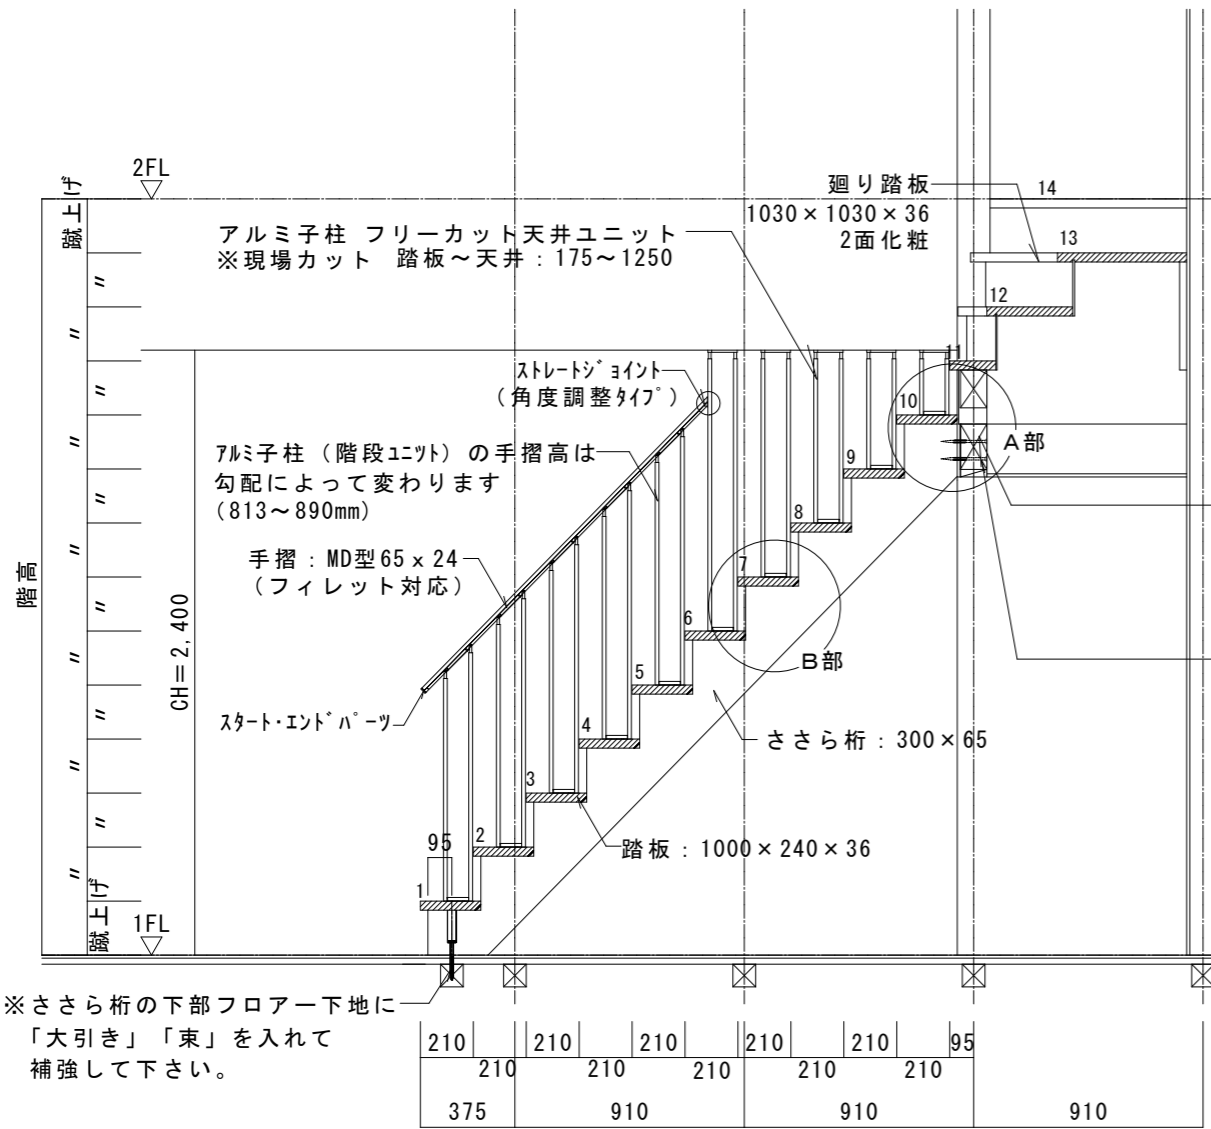 2FL
蹴上げ
〃
〃
〃
〃
〃
〃
〃
〃
〃
〃
〃
〃
蹴上げ
階高
1FL
CH=2,400
アルミ子柱 フリーカット天井ユニット
※現場カット 踏板～天井：175～1250
廻り踏板
1030×1030×36
2面化粧
14
13
12
11
10
9
8
7
6
5
4
3
2
1
ストレートジョイント
（角度調整タイプ）
アルミ子柱（階段ユニット）の手摺高は
勾配によって変わります
(813～890mm)
手摺：MD型65x24
（フィレット対応）
スタート・エンドパーツ
A部
B部
ささら桁：300×65
踏板：1000×240×36
95
※ささら桁の下部フロアー下地に
「大引き」「束」を入れて
補強して下さい。
210 210 210 210 210 95
210 210 210 210 210
375 910 910 910